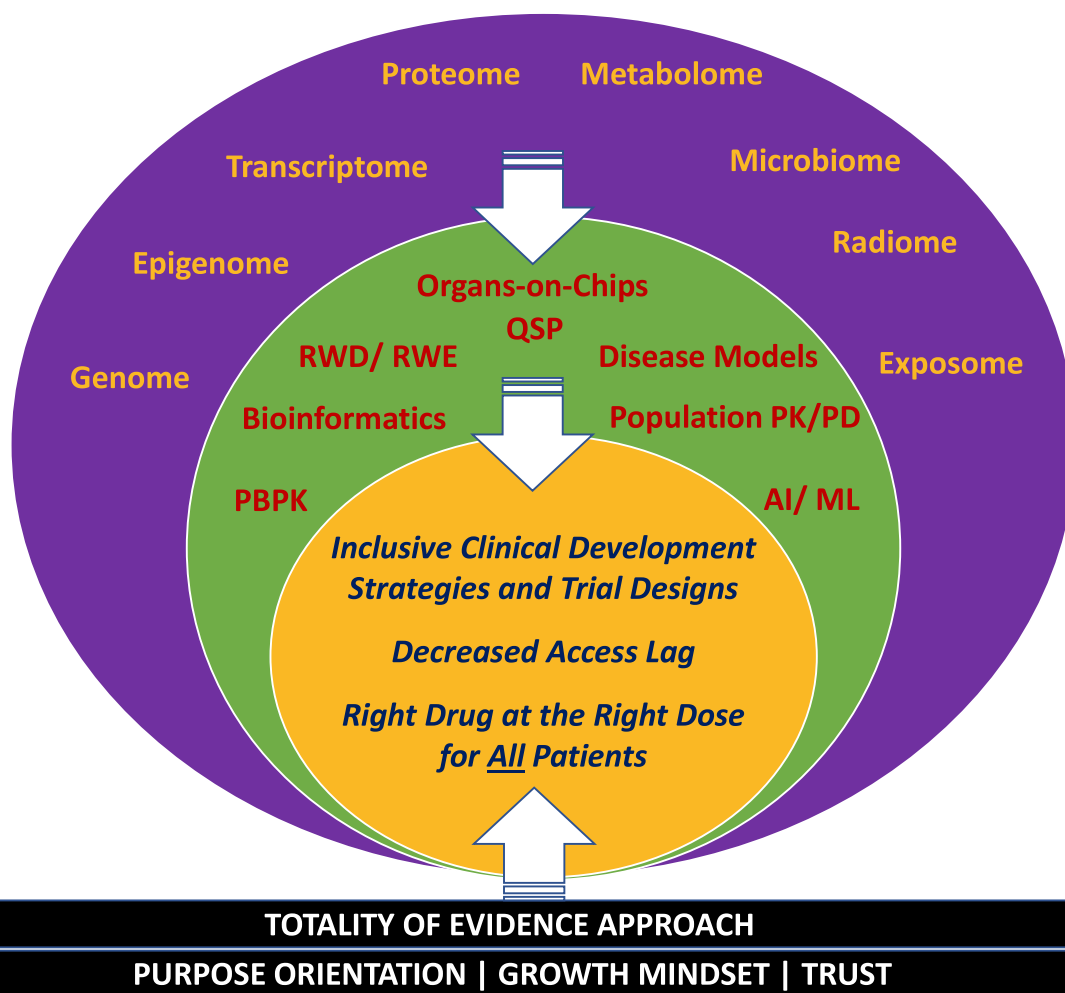 Proteome
Metabolome
Transcriptome
Microbiome
Epigenome
Radiome
Genome
Exposome
Organs-on-Chips
QSP
RWD/ RWE
Disease Models
Bioinformatics
Population PK/PD
PBPK
AI/ ML
Inclusive Clinical Development
Strategies and Trial Designs
Decreased Access Lag
Right Drug at the Right Dose
for All Patients
TOTALITY OF EVIDENCE APPROACH
PURPOSE ORIENTATION | GROWTH MINDSET | TRUST